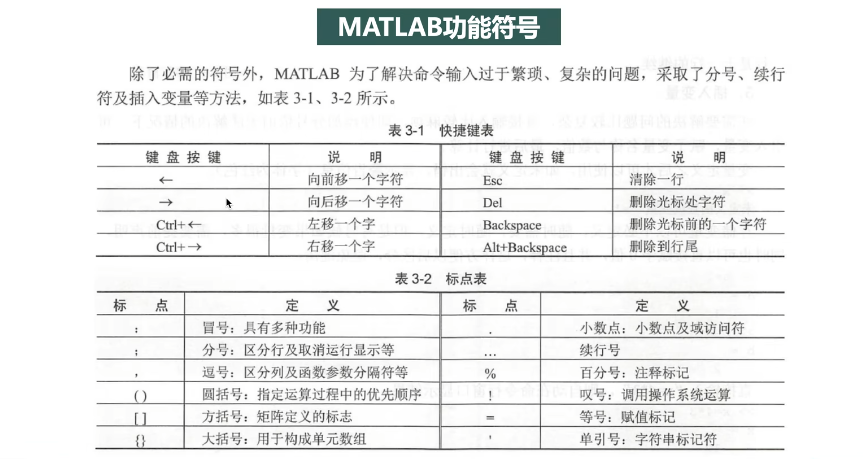 MATLAB功能符号
除了必需的符号外，MATLAB 为了解决命令输入过于繁琐、复杂的问题，采取了分号、续行
符及插入变量等方法，如表 3-1、3-2 所示。
表 3-1 快捷键表
键盘按键 说明 键盘按键 说明
← 向前移一个字符 Esc 清除一行
→ 向后移一个字符 Del 删除光标处字符
Ctrl+← 左移一个字 Backspace 删除光标前的一个字符
Ctrl+→ 右移一个字 Alt+Backspace 删除到行尾
表 3-2 标点表
标点 定义 标点 定义
: 冒号：具有多种功能 . 小数点：小数点及域访问符
; 分号：区分行及取消运行显示等 … 续行号
, 逗号：区分列及函数参数分隔符等 % 百分号：注释标记
( ) 圆括号：指定运算过程中的优先顺序 ! 叹号：调用操作系统运算
[ ] 方括号：矩阵定义的标志 = 等号：赋值标记
{} 大括号：用于构成单元数组 ' 单引号：字符串标记符